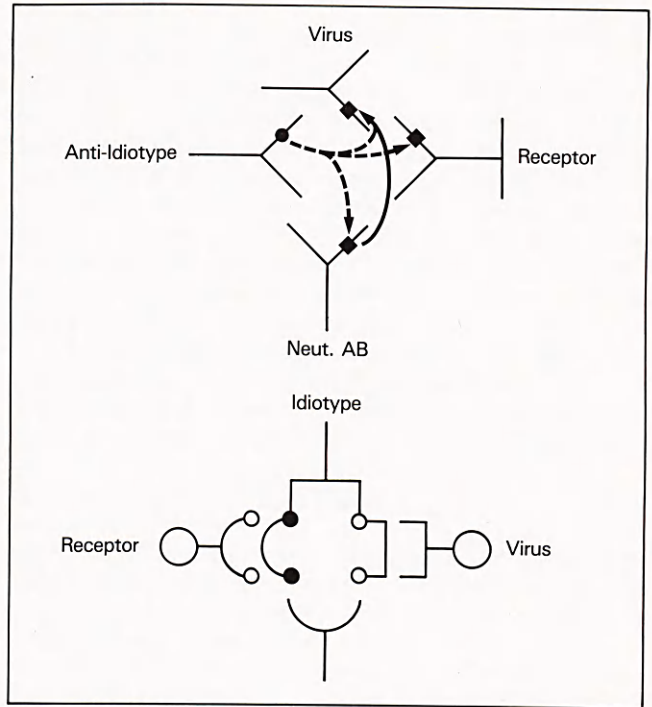 Virus
Anti-Idiotype
Receptor
Neut. AB
Idiotype
Receptor
Virus